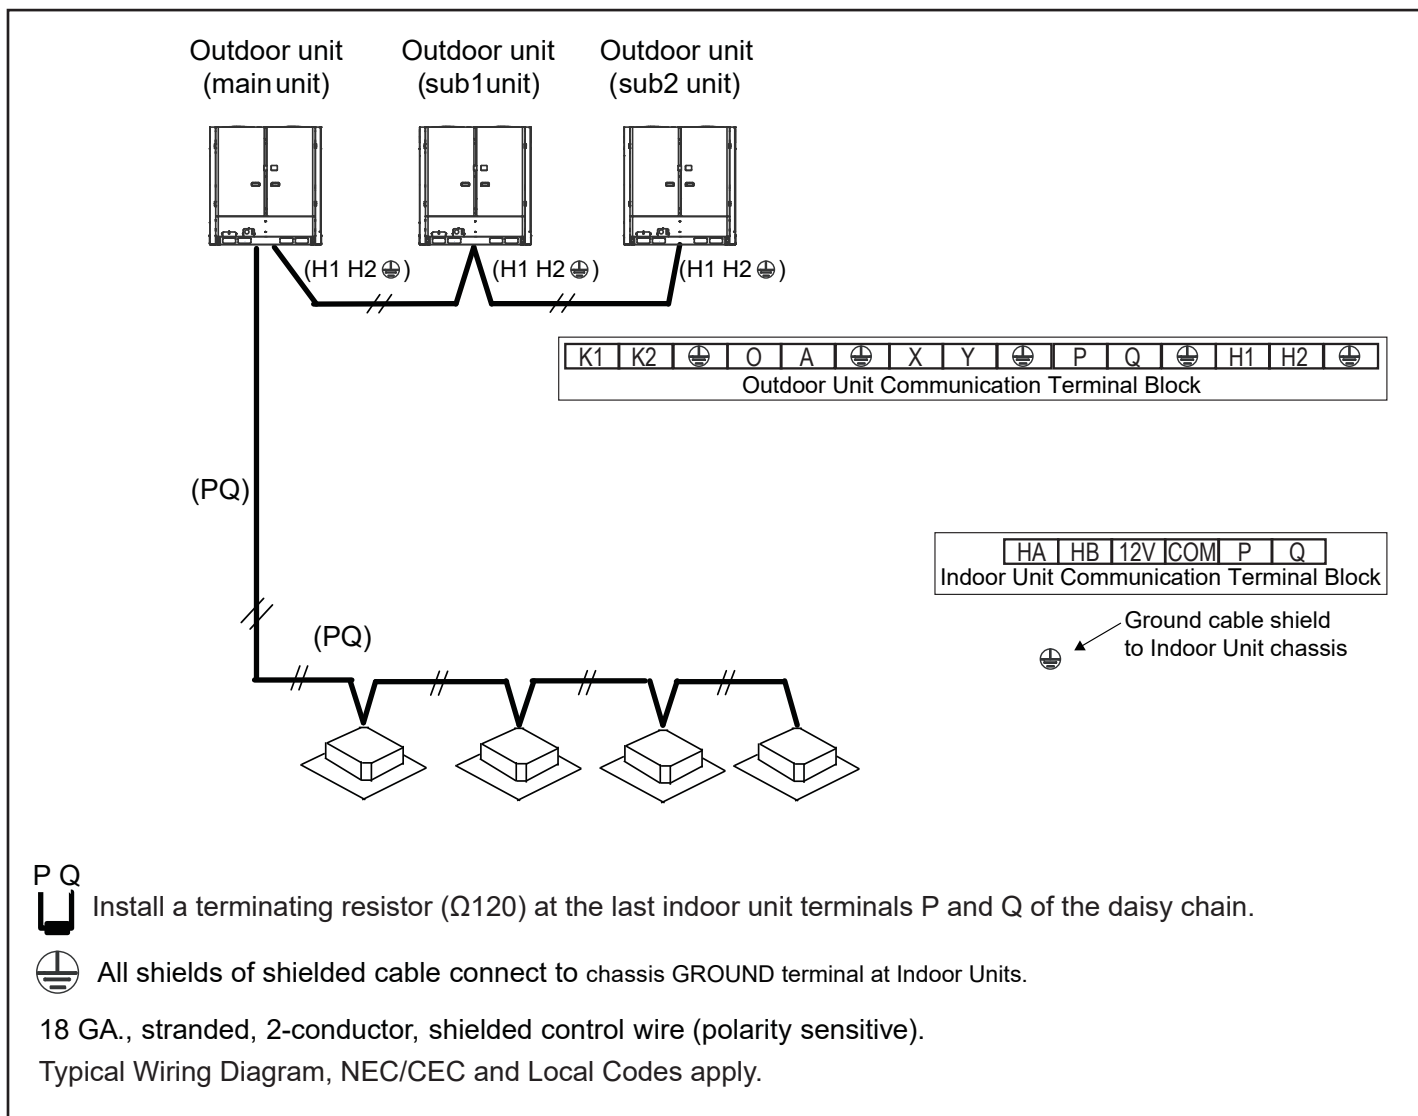 Outdoor unit
(main unit)
Outdoor unit
(sub1unit)
Outdoor unit
(sub2 unit)
(H1 H2 ⏚)
(H1 H2 ⏚)
(H1 H2 ⏚)
K1 K2 ⏚ O A ⏚ X Y ⏚ P Q ⏚ H1 H2 ⏚
Outdoor Unit Communication Terminal Block
(PQ)
HA HB 12V COM P Q
Indoor Unit Communication Terminal Block
Ground cable shield
to Indoor Unit chassis
(PQ)
P Q
Install a terminating resistor (Ω120) at the last indoor unit terminals P and Q of the daisy chain.
All shields of shielded cable connect to chassis GROUND terminal at Indoor Units.
18 GA., stranded, 2-conductor, shielded control wire (polarity sensitive).
Typical Wiring Diagram, NEC/CEC and Local Codes apply.